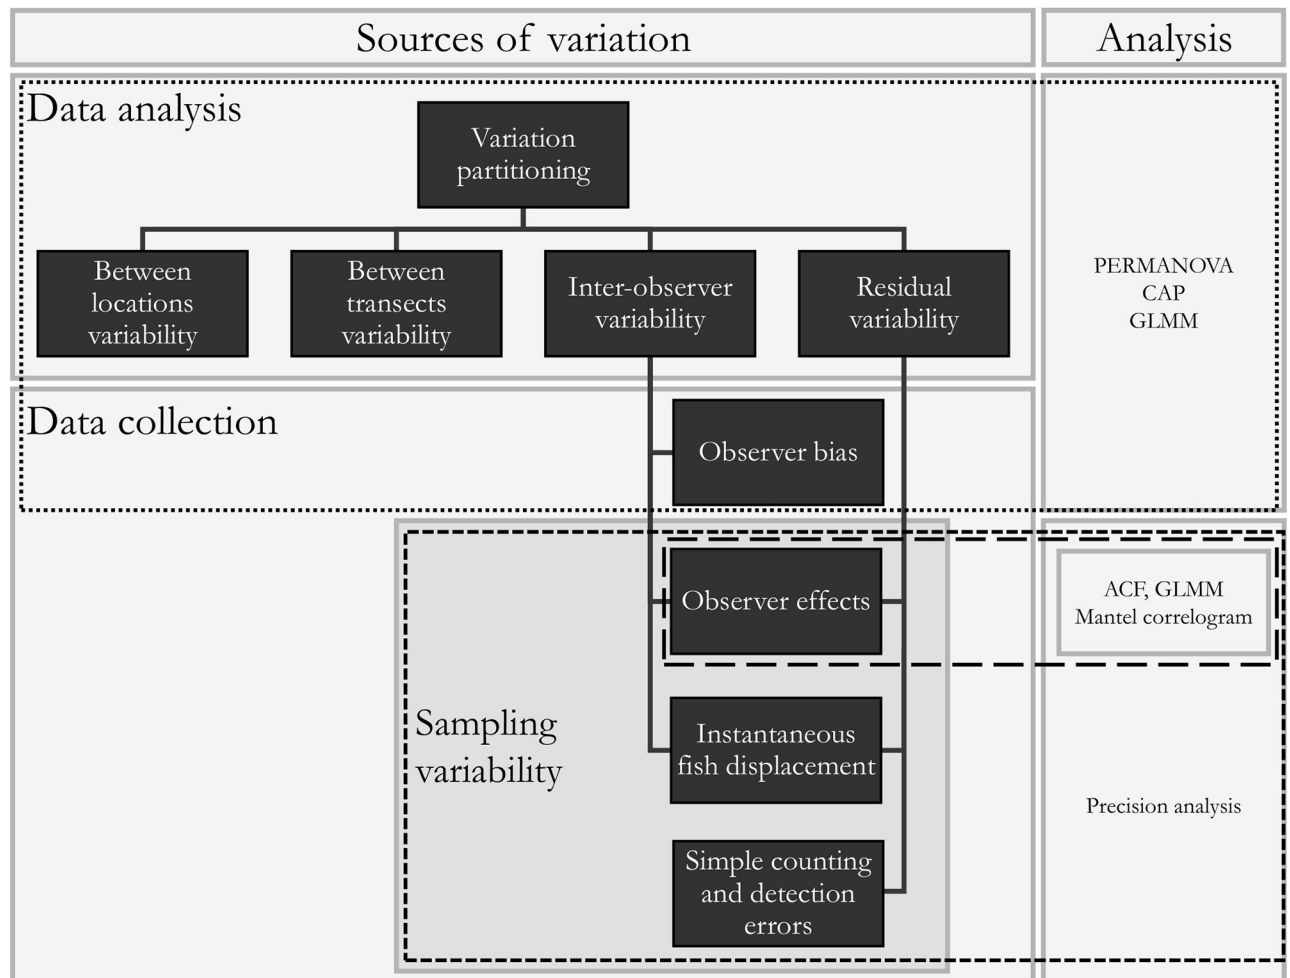 Sources of variation
Analysis
Data analysis
Variation
partitioning
Between
locations
variability
Between
transects
variability
Inter-observer
variability
Residual
variability
PERMANOVA
CAP
GLMM
Data collection
Observer bias
Observer effects
ACF, GLMM
Mantel correlogram
Sampling
variability
Instantaneous
fish displacement
Precision analysis
Simple counting
and detection
errors